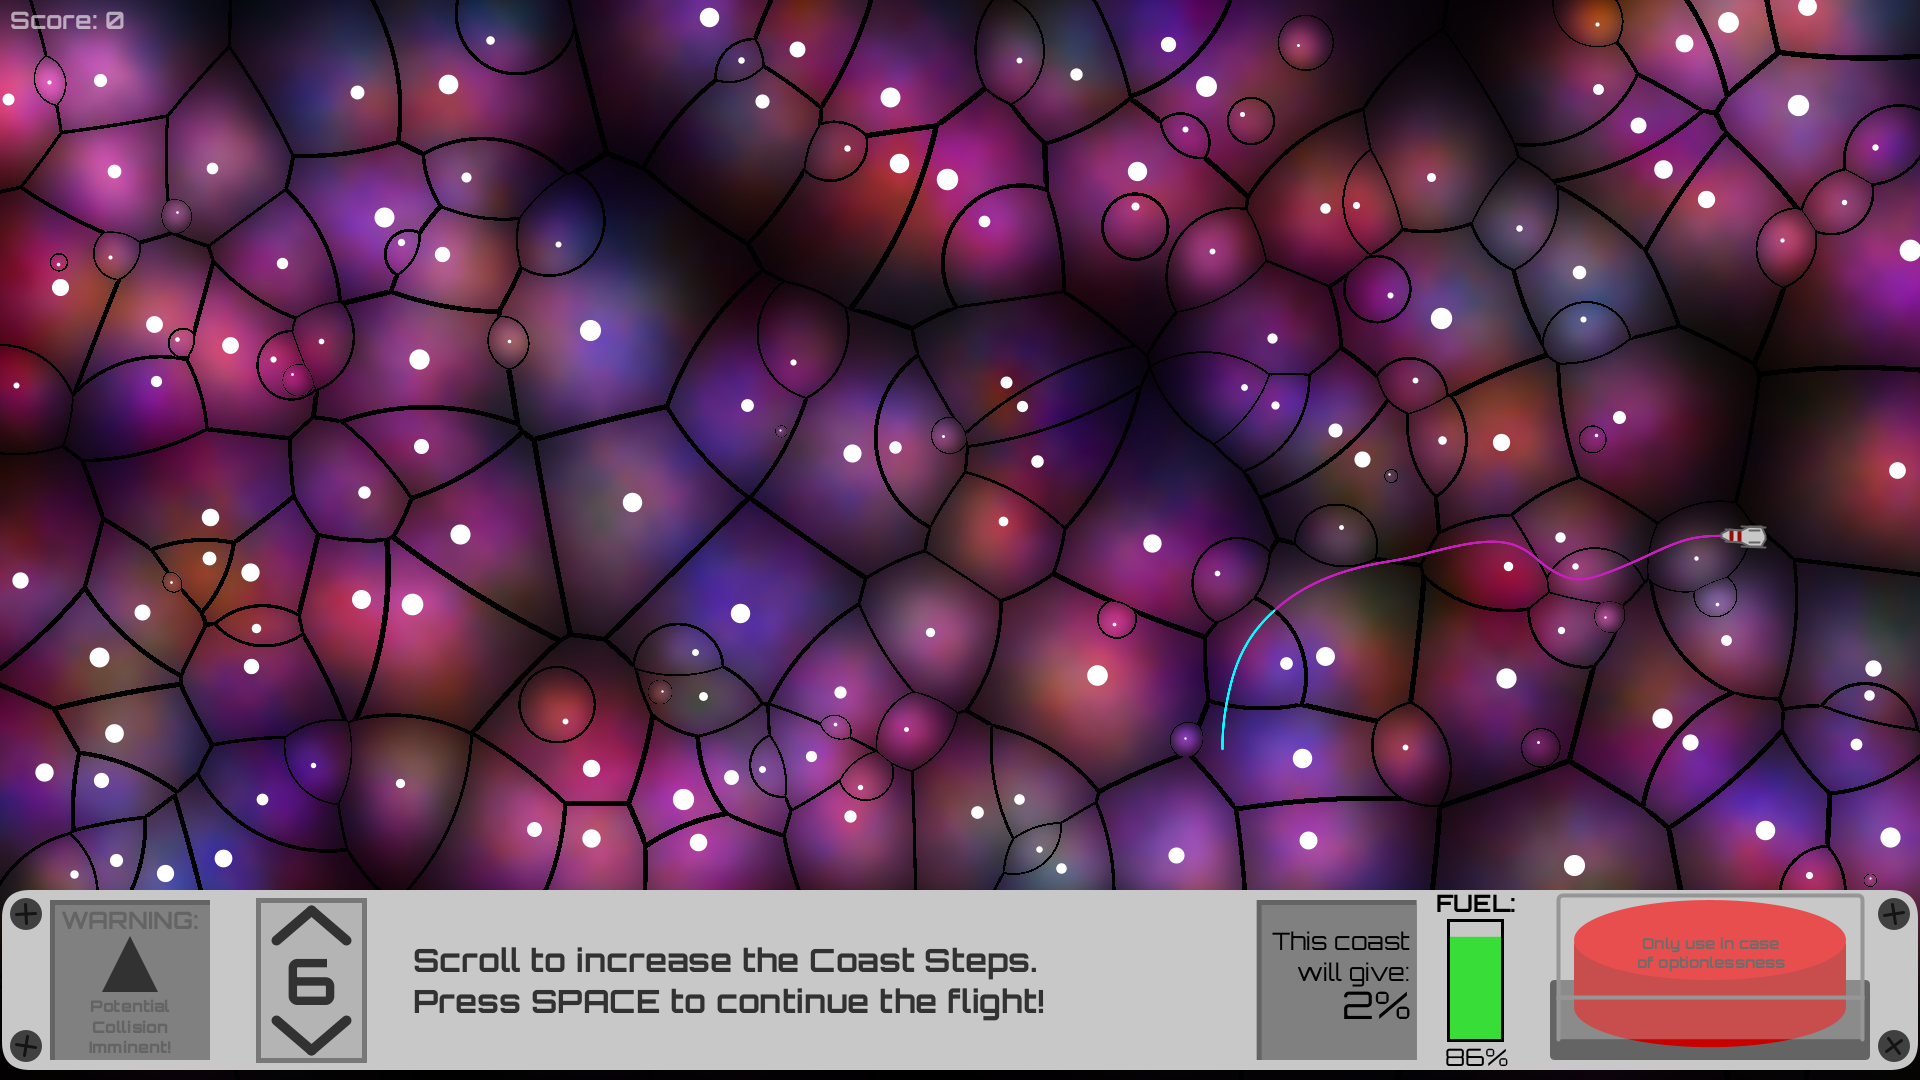 Score: 0
WARNING:
Potential
Collision
Imminent!
6
Scroll to increase the Coast Steps.
Press SPACE to continue the flight!
This coast
will give:
2%
FUEL:
86%
Only use in case
of optionlessness